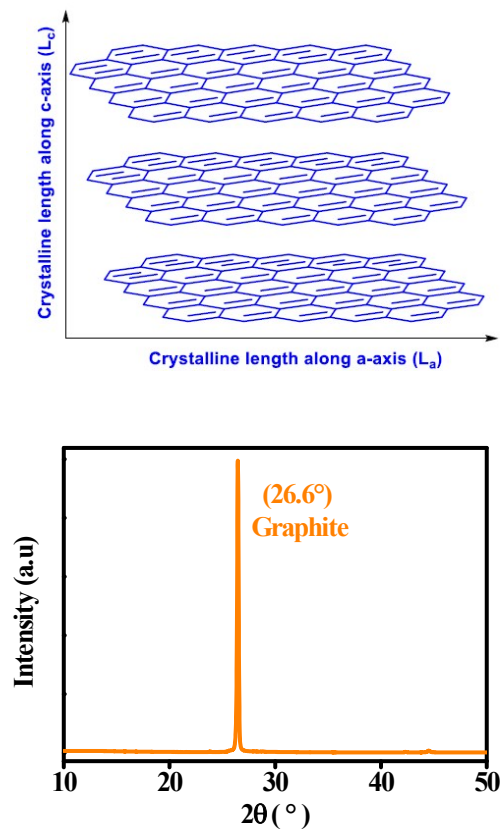 Crystalline length along c-axis (Lc)
Crystalline length along a-axis (La)
Intensity (a.u)
(26.6°)
Graphite
10 20 30 40 50
2θ ( ° )